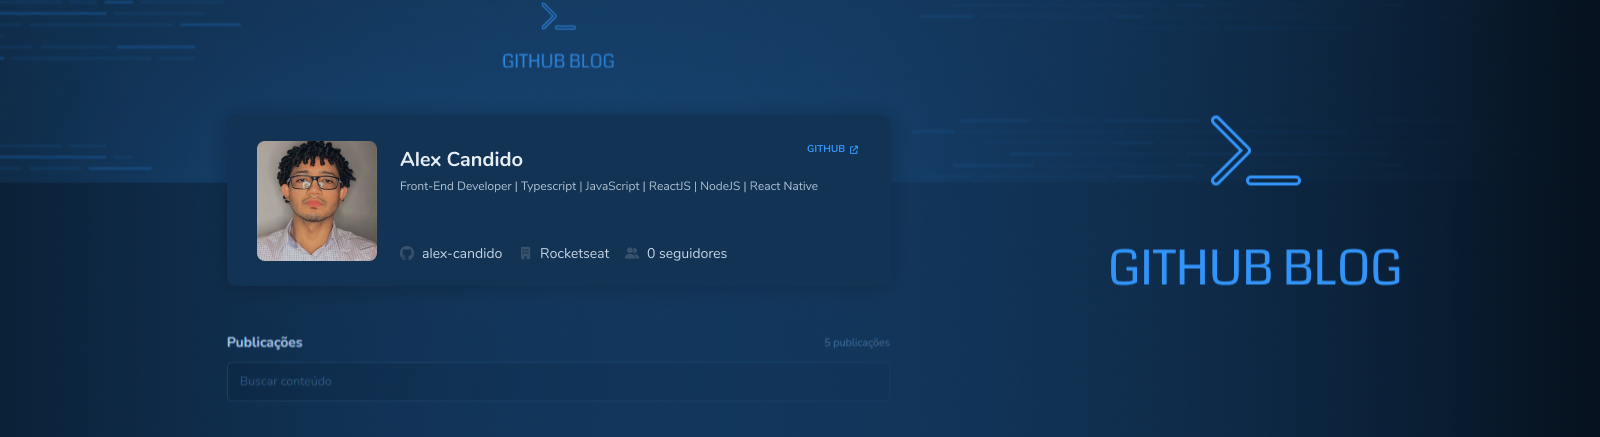 GITHUB BLOG
Alex Candido
GITHUB
Front-End Developer | Typescript | JavaScript | ReactJS | NodeJS | React Native
alex-candido Rocketseat 0 seguidores
Publicações 5 publicações
Buscar conteúdo
GITHUB BLOG